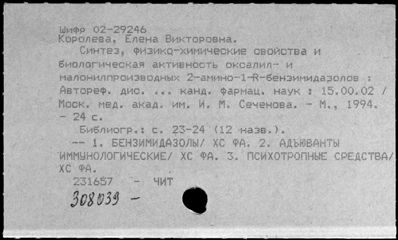 Шифр 02-29246
Королева, Елена Викторовна.
Синтез, физико-химические свойства и
биологическая активность оксалил- и
малонилпроизводных 2-амино-1-R-бензимидазолов :
Автореф. дис. ... канд. фармац. наук : 15.00.02 /
Моск. мед. акад. им. И. М. Сеченова. - М., 1994.
- 24 с.
Библиогр.: с. 23-24 (12 назв.).
-- 1. БЕНЗИМИДАЗОЛЫ/ ХС ФА. 2. АДЪЮВАНТЫ
ИММУНОЛОГИЧЕСКИЕ/ ХС ФА. 3. ПСИХОТРОПНЫЕ СРЕДСТВА/
ХС ФА.
231657 - ЧИТ
308039 -